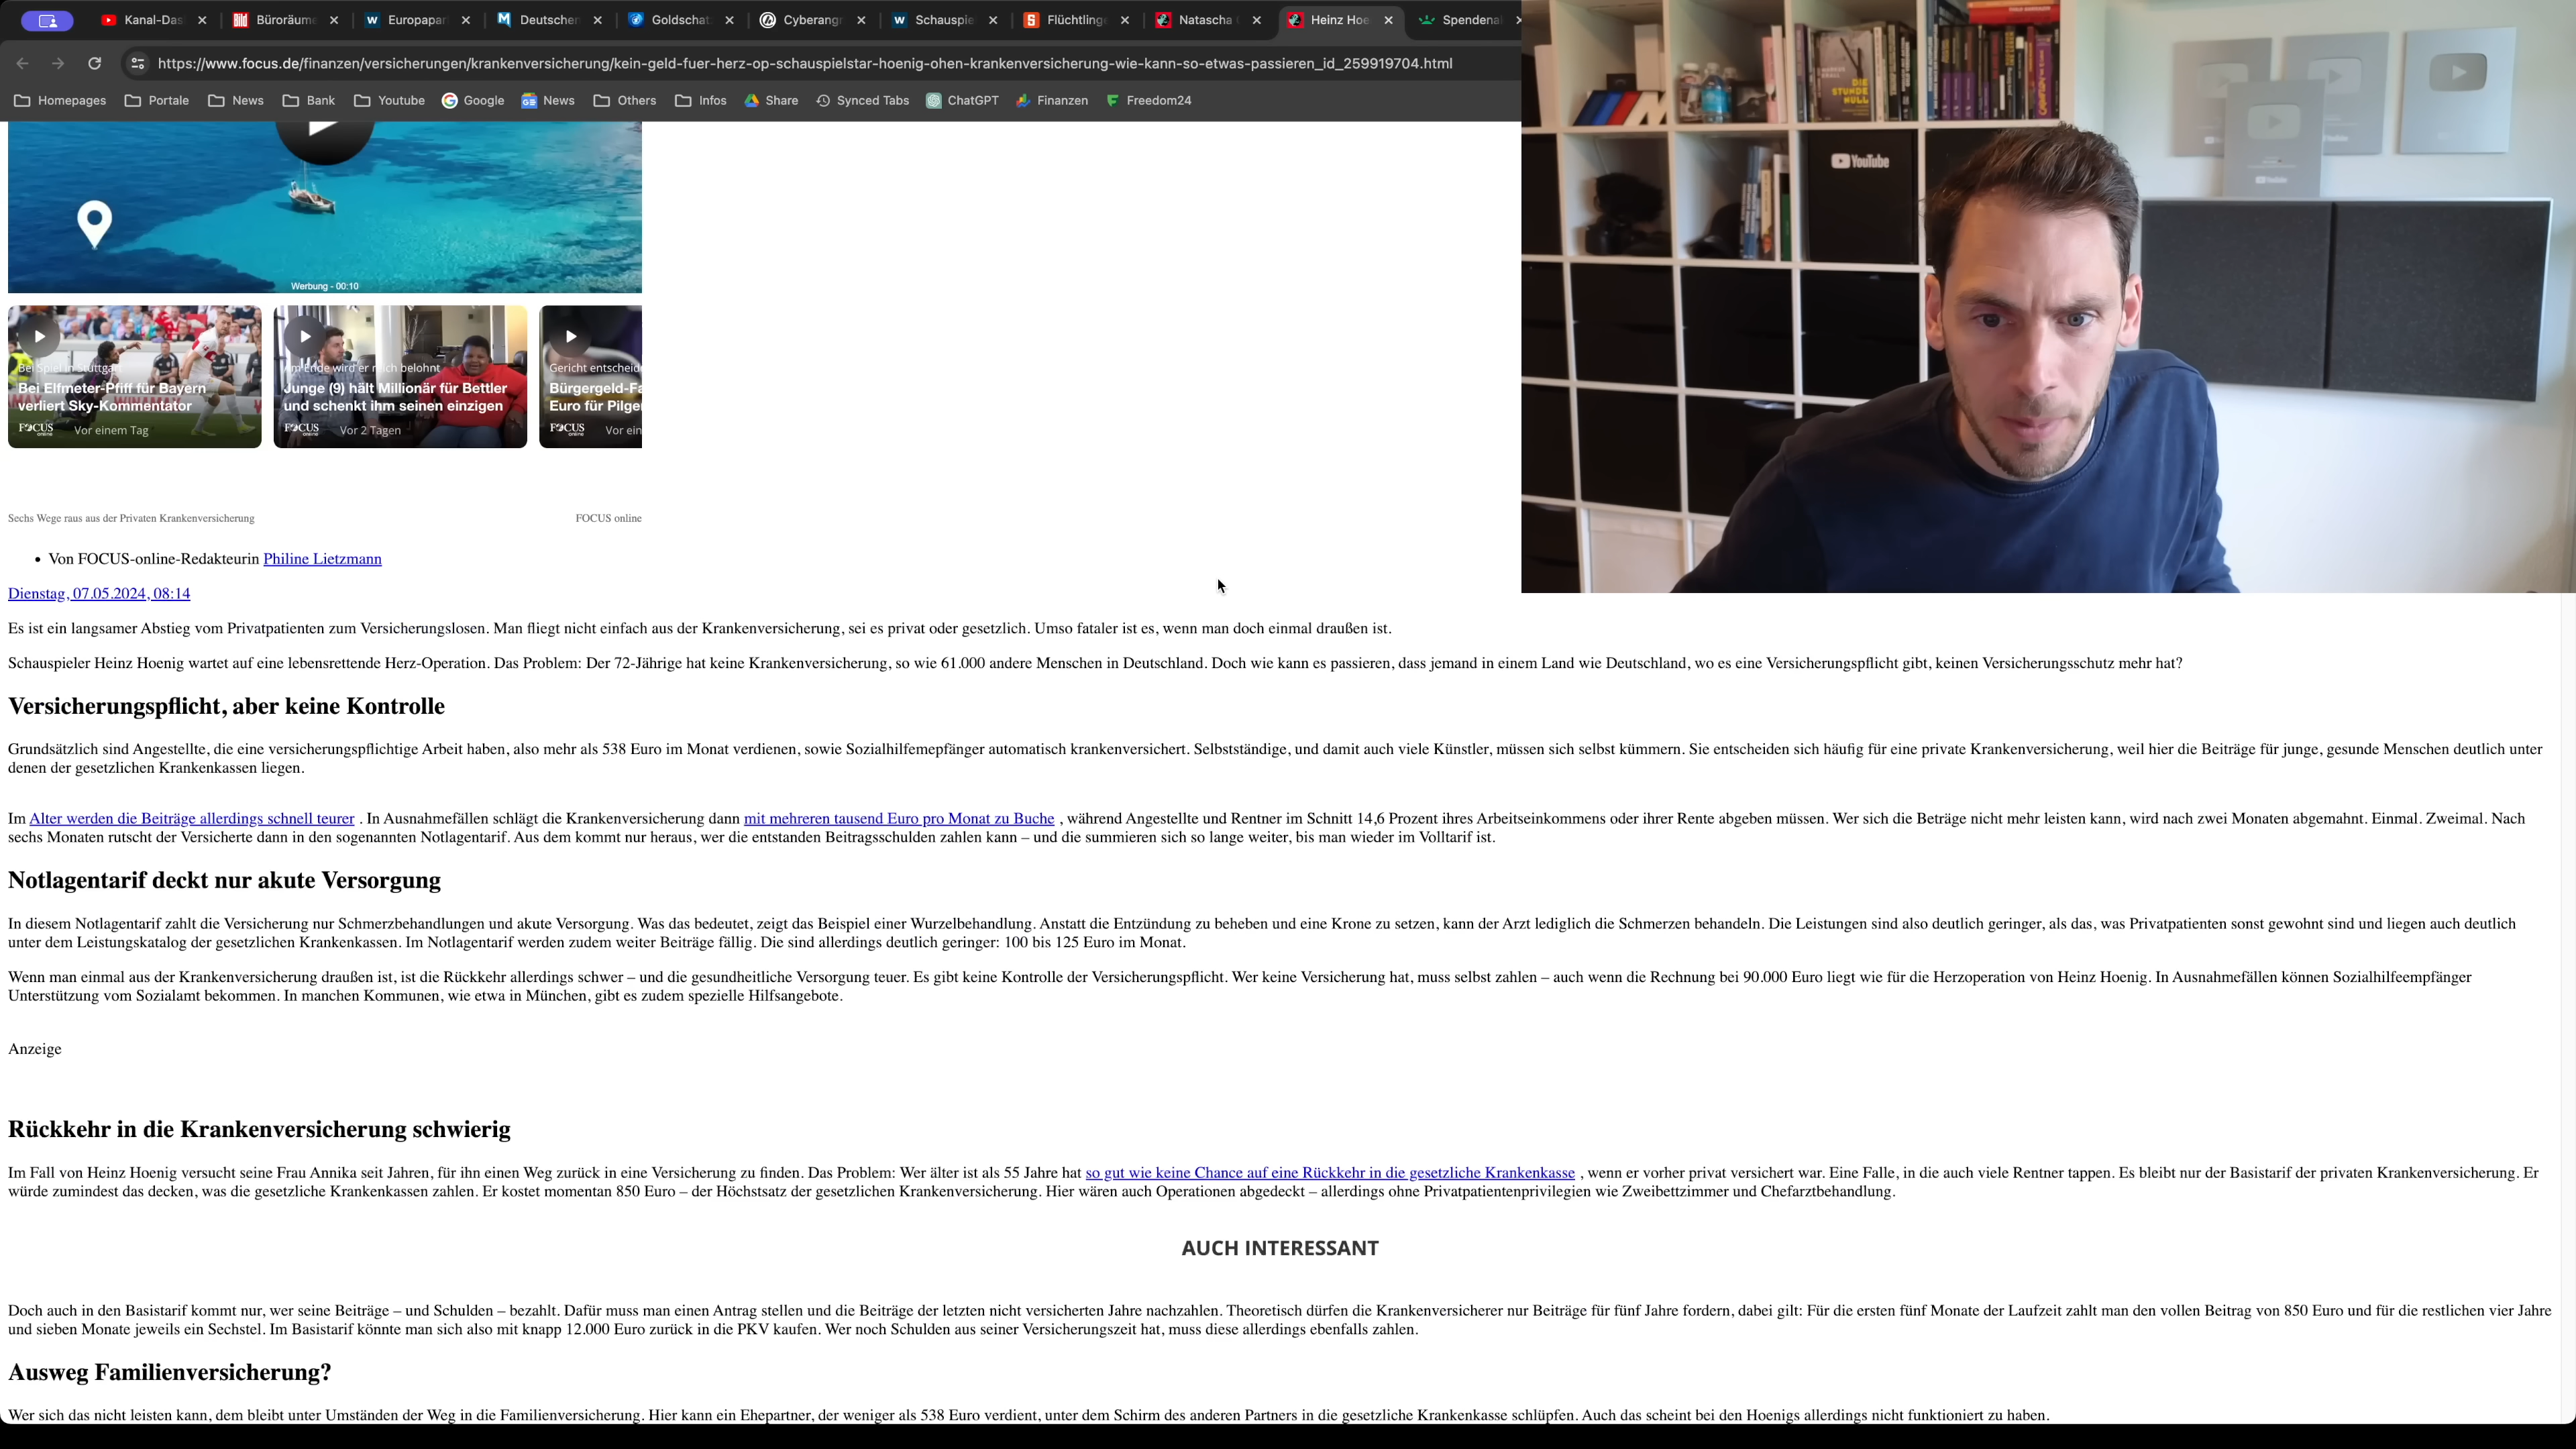 Kanal-Das
Büroräume
Europapar
Deutscher
Goldschat
Cyberangr
Schauspie
Flüchtling
Natascha
Heinz Hoe
Spendena
https://www.focus.de/finanzen/versicherungen/krankenversicherung/kein-geld-fuer-herz-op-schauspielstar-hoenig-ohen-krankenversicherung-wie-kann-so-etwas-passieren_id_259919704.html
Homepages Portale News Bank Youtube Google News Others Infos Share Synced Tabs ChatGPT Finanzen Freedom24
DIE STUNDE NULL
YouTube
Werbung - 00:10
Bei Spiel in Stuttgart
Bei Elfmeter-Pfiff für Bayern
verliert Sky-Kommentator
FOCUS online Vor einem Tag
Am Ende wird er reich belohnt
Junge (9) hält Millionär für Bettler
und schenkt ihm seinen einzigen
FOCUS online Vor 2 Tagen
Gericht entscheid
Bürgergeld-Fa
Euro für Pilge
FOCUS online Vor ein
Sechs Wege raus aus der Privaten Krankenversicherung FOCUS online
• Von FOCUS-online-Redakteurin Philine Lietzmann
Dienstag, 07.05.2024, 08:14
Es ist ein langsamer Abstieg vom Privatpatienten zum Versicherungslosen. Man fliegt nicht einfach aus der Krankenversicherung, sei es privat oder gesetzlich. Umso fataler ist es, wenn man doch einmal draußen ist.
Schauspieler Heinz Hoenig wartet auf eine lebensrettende Herz-Operation. Das Problem: Der 72-Jährige hat keine Krankenversicherung, so wie 61.000 andere Menschen in Deutschland. Doch wie kann es passieren, dass jemand in einem Land wie Deutschland, wo es eine Versicherungspflicht gibt, keinen Versicherungsschutz mehr hat?
Versicherungspflicht, aber keine Kontrolle
Grundsätzlich sind Angestellte, die eine versicherungspflichtige Arbeit haben, also mehr als 538 Euro im Monat verdienen, sowie Sozialhilfemepfänger automatisch krankenversichert. Selbstständige, und damit auch viele Künstler, müssen sich selbst kümmern. Sie entscheiden sich häufig für eine private Krankenversicherung, weil hier die Beiträge für junge, gesunde Menschen deutlich unter
denen der gesetzlichen Krankenkassen liegen.
Im Alter werden die Beiträge allerdings schnell teurer . In Ausnahmefällen schlägt die Krankenversicherung dann mit mehreren tausend Euro pro Monat zu Buche , während Angestellte und Rentner im Schnitt 14,6 Prozent ihres Arbeitseinkommens oder ihrer Rente abgeben müssen. Wer sich die Beträge nicht mehr leisten kann, wird nach zwei Monaten abgemahnt. Einmal. Zweimal. Nach
sechs Monaten rutscht der Versicherte dann in den sogenannten Notlagentarif. Aus dem kommt nur heraus, wer die entstanden Beitragsschulden zahlen kann – und die summieren sich so lange weiter, bis man wieder im Volltarif ist.
Notlagentarif deckt nur akute Versorgung
In diesem Notlagentarif zahlt die Versicherung nur Schmerzbehandlungen und akute Versorgung. Was das bedeutet, zeigt das Beispiel einer Wurzelbehandlung. Anstatt die Entzündung zu beheben und eine Krone zu setzen, kann der Arzt lediglich die Schmerzen behandeln. Die Leistungen sind also deutlich geringer, als das, was Privatpatienten sonst gewohnt sind und liegen auch deutlich
unter dem Leistungskatalog der gesetzlichen Krankenkassen. Im Notlagentarif werden zudem weiter Beiträge fällig. Die sind allerdings deutlich geringer: 100 bis 125 Euro im Monat.
Wenn man einmal aus der Krankenversicherung draußen ist, ist die Rückkehr allerdings schwer – und die gesundheitliche Versorgung teuer. Es gibt keine Kontrolle der Versicherungspflicht. Wer keine Versicherung hat, muss selbst zahlen – auch wenn die Rechnung bei 90.000 Euro liegt wie für die Herzoperation von Heinz Hoenig. In Ausnahmefällen können Sozialhilfeempfänger
Unterstützung vom Sozialamt bekommen. In manchen Kommunen, wie etwa in München, gibt es zudem spezielle Hilfsangebote.
Anzeige
Rückkehr in die Krankenversicherung schwierig
Im Fall von Heinz Hoenig versucht seine Frau Annika seit Jahren, für ihn einen Weg zurück in eine Versicherung zu finden. Das Problem: Wer älter ist als 55 Jahre hat so gut wie keine Chance auf eine Rückkehr in die gesetzliche Krankenkasse , wenn er vorher privat versichert war. Eine Falle, in die auch viele Rentner tappen. Es bleibt nur der Basistarif der privaten Krankenversicherung. Er
würde zumindest das decken, was die gesetzliche Krankenkassen zahlen. Er kostet momentan 850 Euro – der Höchstsatz der gesetzlichen Krankenversicherung. Hier wären auch Operationen abgedeckt – allerdings ohne Privatpatientenprivilegien wie Zweibettzimmer und Chefarztbehandlung.
AUCH INTERESSANT
Doch auch in den Basistarif kommt nur, wer seine Beiträge – und Schulden – bezahlt. Dafür muss man einen Antrag stellen und die Beiträge der letzten nicht versicherten Jahre nachzahlen. Theoretisch dürfen die Krankenversicherer nur Beiträge für fünf Jahre fordern, dabei gilt: Für die ersten fünf Monate der Laufzeit zahlt man den vollen Beitrag von 850 Euro und für die restlichen vier Jahre
und sieben Monate jeweils ein Sechstel. Im Basistarif könnte man sich also mit knapp 12.000 Euro zurück in die PKV kaufen. Wer noch Schulden aus seiner Versicherungszeit hat, muss diese allerdings ebenfalls zahlen.
Ausweg Familienversicherung?
Wer sich das nicht leisten kann, dem bleibt unter Umständen der Weg in die Familienversicherung. Hier kann ein Ehepartner, der weniger als 538 Euro verdient, unter dem Schirm des anderen Partners in die gesetzliche Krankenkasse schlüpfen. Auch das scheint bei den Hoenigs allerdings nicht funktioniert zu haben.